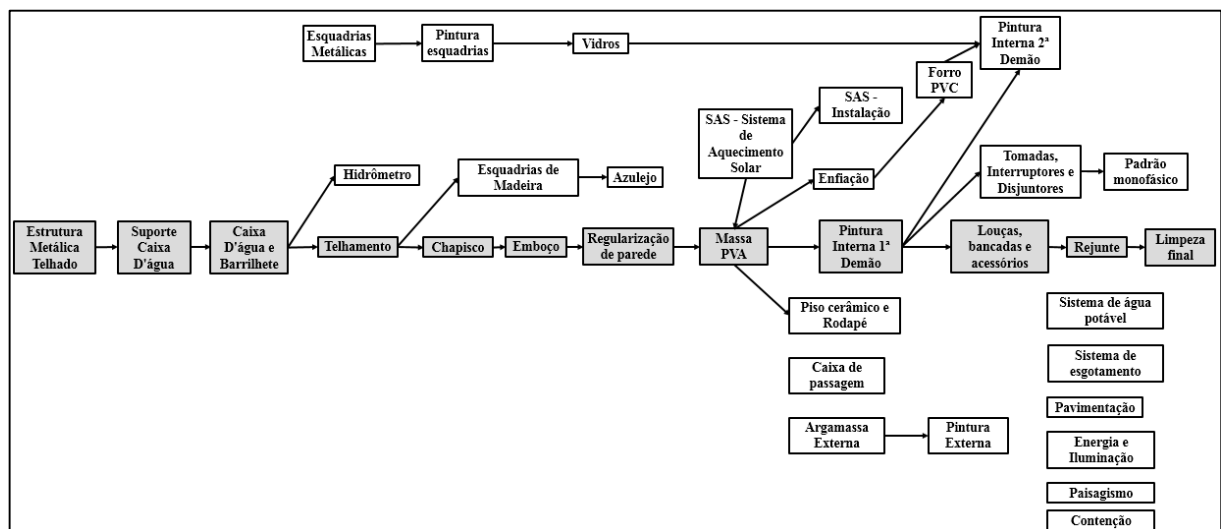 Esquadrias
Metálicas
Pintura
esquadrias
Vidros
Pintura
Interna 2ª
Demão
Forro
PVC
SAS -
Instalação
SAS - Sistema
de
Aquecimento
Solar
Hidrômetro
Esquadrias de
Madeira
Azulejo
Enfiação
Tomadas,
Interruptores e
Disjuntores
Padrão
monofásico
Estrutura
Metálica
Telhado
Suporte
Caixa
D'água
Caixa
D'água e
Barrilhete
Telhamento
Chapisco
Emboço
Regularização
de parede
Massa
PVA
Pintura
Interna 1ª
Demão
Louças,
bancadas e
acessórios
Rejunte
Limpeza
final
Piso cerâmico e
Rodapé
Sistema de água
potável
Caixa de
passagem
Sistema de
esgotamento
Pavimentação
Argamassa
Externa
Pintura
Externa
Energia e
Iluminação
Paisagismo
Contenção